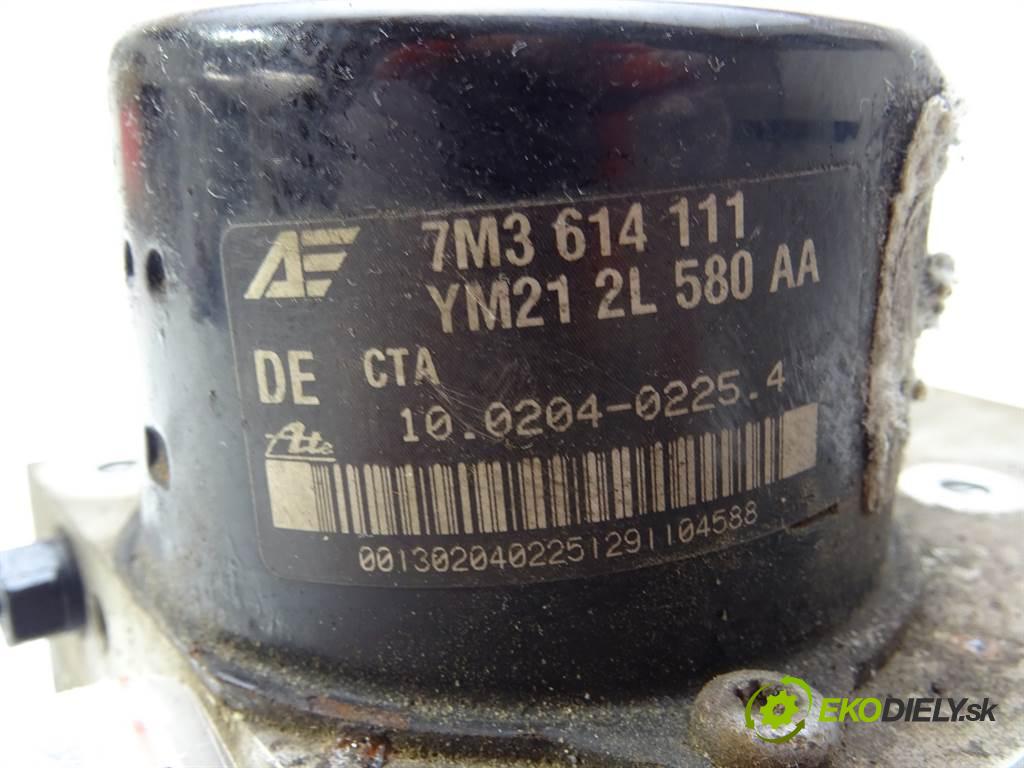 AE 7M3 614 111
YM21 2L 580 AA
DE CTA
10.0204-0225.4
Ate
0013020402251291104588
EKODIELY.sk